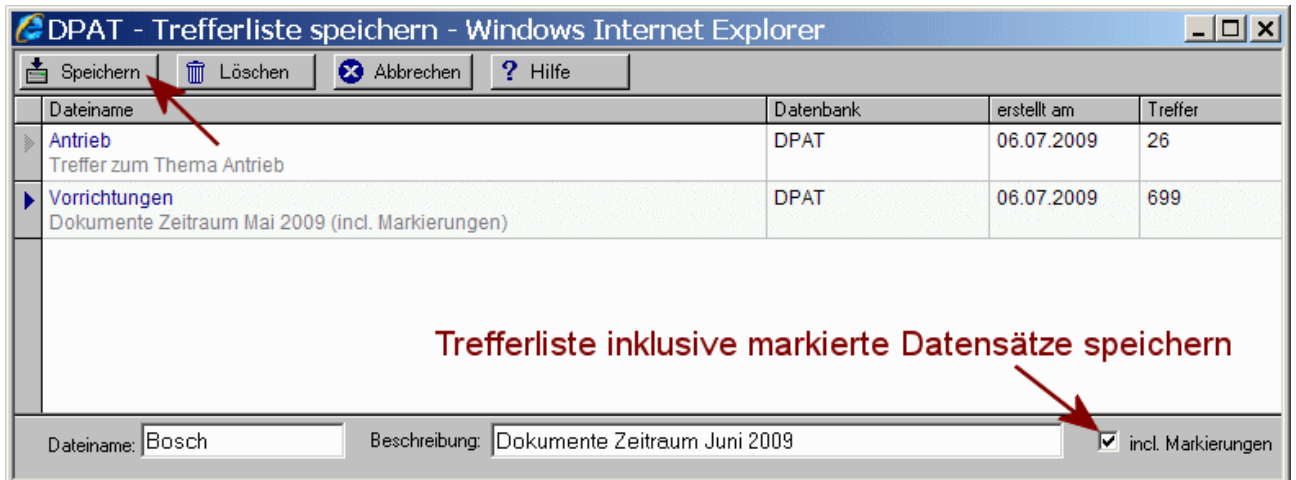 DPAT - Trefferliste speichern - Windows Internet Explorer
Speichern Löschen Abbrechen ? Hilfe
Dateiname Datenbank erstellt am Treffer
Antrieb DPAT 06.07.2009 26
Treffer zum Thema Antrieb
Vorrichtungen DPAT 06.07.2009 699
Dokumente Zeitraum Mai 2009 (incl. Markierungen)
Trefferliste inklusive markierte Datensätze speichern
Dateiname: Bosch Beschreibung: Dokumente Zeitraum Juni 2009 incl. Markierungen